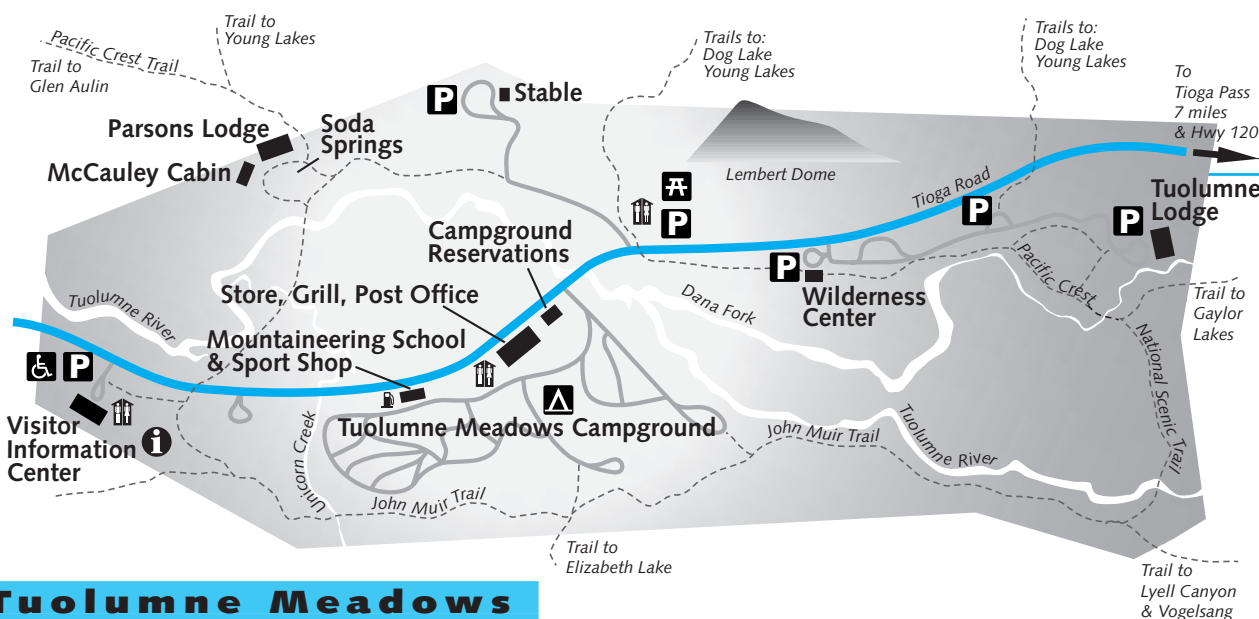 Trail to
Young Lakes
Pacific Crest Trail
Trail to
Glen Aulin
Trails to:
Dog Lake
Young Lakes
Trails to:
Dog Lake
Young Lakes
To
Tioga Pass
7 miles
& Hwy 120
P
Stable
Parsons Lodge
Soda
Springs
McCauley Cabin
Lembert Dome
Tioga Road
P
P
P
Tuolumne
Lodge
Campground
Reservations
Pacific Crest
P
Wilderness
Center
Store, Grill, Post Office
Tuolumne River
Dana Fork
Trail to
Gaylor
Lakes
Mountaineering School
& Sport Shop
National Scenic Trail
P
Visitor
Information
Center
i
Unicorn Creek
Tuolumne Meadows Campground
John Muir Trail
Tuolumne River
John Muir Trail
Trail to
Elizabeth Lake
Trail to
Lyell Canyon
& Vogelsang
Tuolumne Meadows